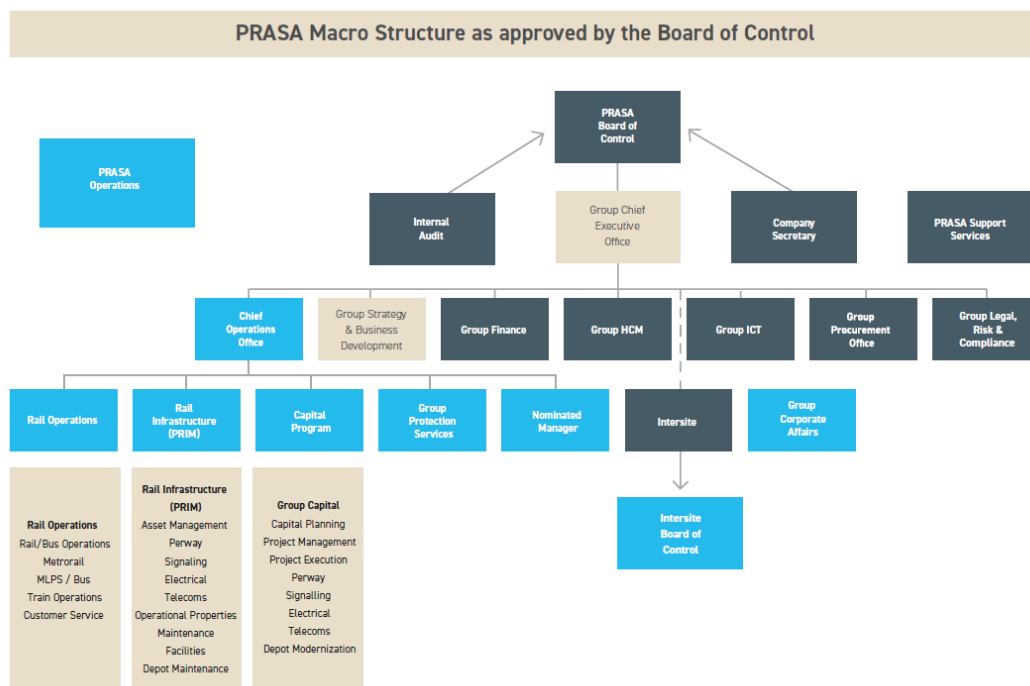 PRASA Macro Structure as approved by the Board of Control
PRASA
Board of
Control
PRASA
Operations
Internal
Audit
Group Chief
Executive
Office
Company
Secretary
PRASA Support
Services
Chief
Operations
Office
Group Strategy
& Business
Development
Group Finance
Group HCM
Group ICT
Group
Procurement
Office
Group Legal,
Risk &
Compliance
Rail Operations
Rail
Infrastructure
(PRIM)
Capital
Program
Group
Protection
Services
Nominated
Manager
Intersite
Group
Corporate
Affairs
Rail Operations
Rail/Bus Operations
Metrorail
MLPS / Bus
Train Operations
Customer Service
Rail Infrastructure
(PRIM)
Asset Management
Perway
Signaling
Electrical
Telecoms
Operational Properties
Maintenance
Facilities
Depot Maintenance
Group Capital
Capital Planning
Project Management
Project Execution
Perway
Signalling
Electrical
Telecoms
Depot Modernization
Intersite
Board of
Control